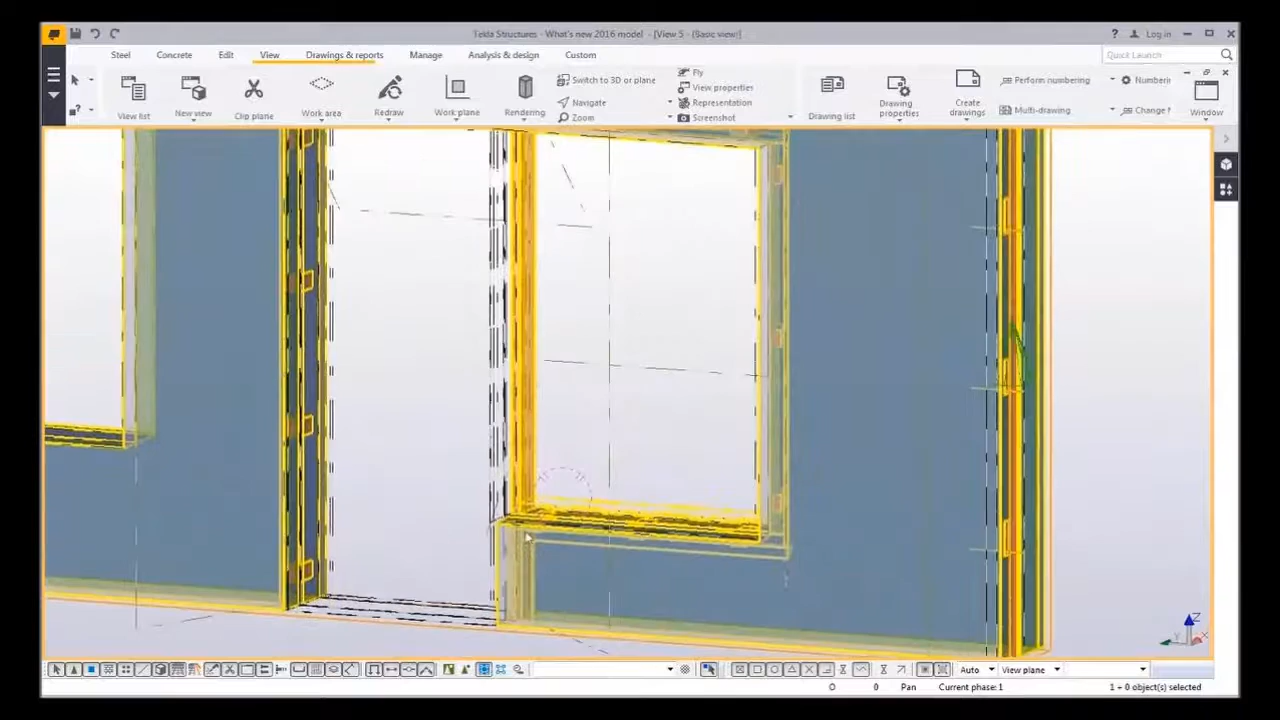 Tekla Structures - What's new 2016 model - [View 5 - (Basic view)]
? Log in
Steel Concrete Edit View Drawings & reports Manage Analysis & design Custom
Quick Launch
View list
New view
Clip plane
Work area
Redraw
Work plane
Rendering
Switch to 3D or plane
Navigate
Zoom
Fly
View properties
Representation
Screenshot
Drawing list
Drawing
properties
Create
drawings
Perform numbering
Multi-drawing
Numberin
Change f
Window
Z
Auto View plane
O 0 Pan Current phase: 1 1 + 0 object(s) selected